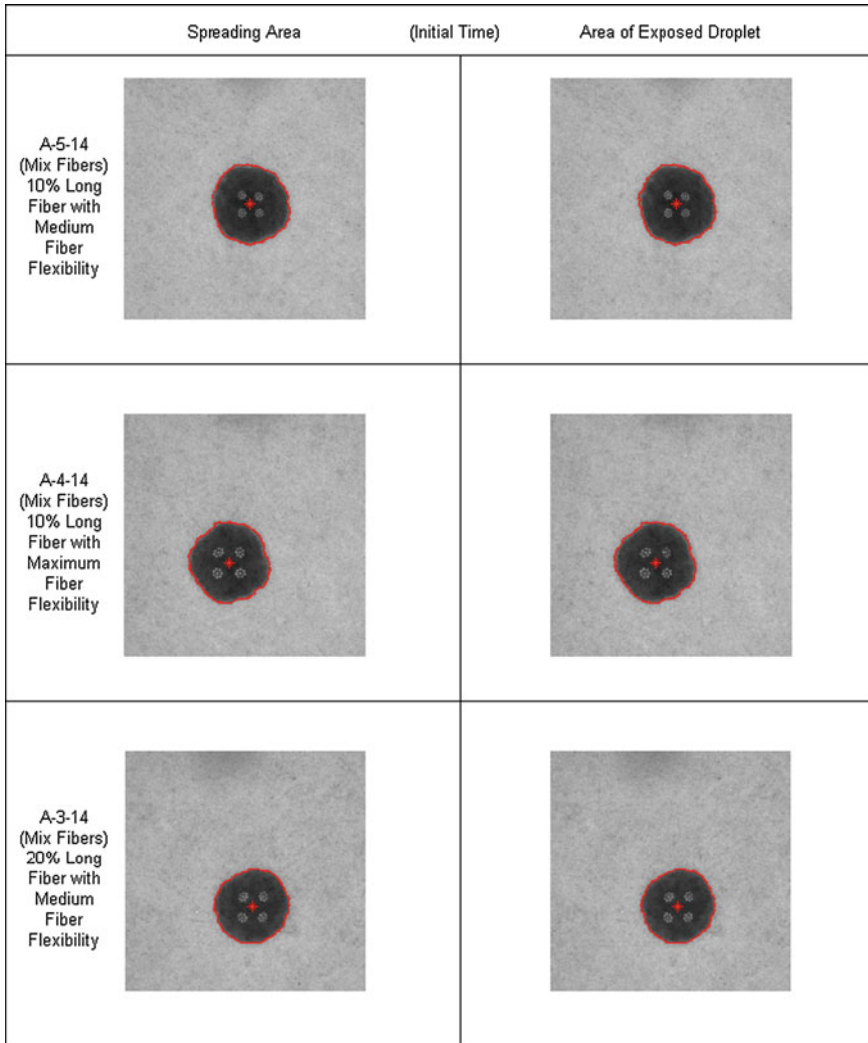 Spreading Area (Initial Time) Area of Exposed Droplet
A-5-14
(Mix Fibers)
10% Long
Fiber with
Medium
Fiber
Flexibility
A-4-14
(Mix Fibers)
10% Long
Fiber with
Maximum
Fiber
Flexibility
A-3-14
(Mix Fibers)
20% Long
Fiber with
Medium
Fiber
Flexibility